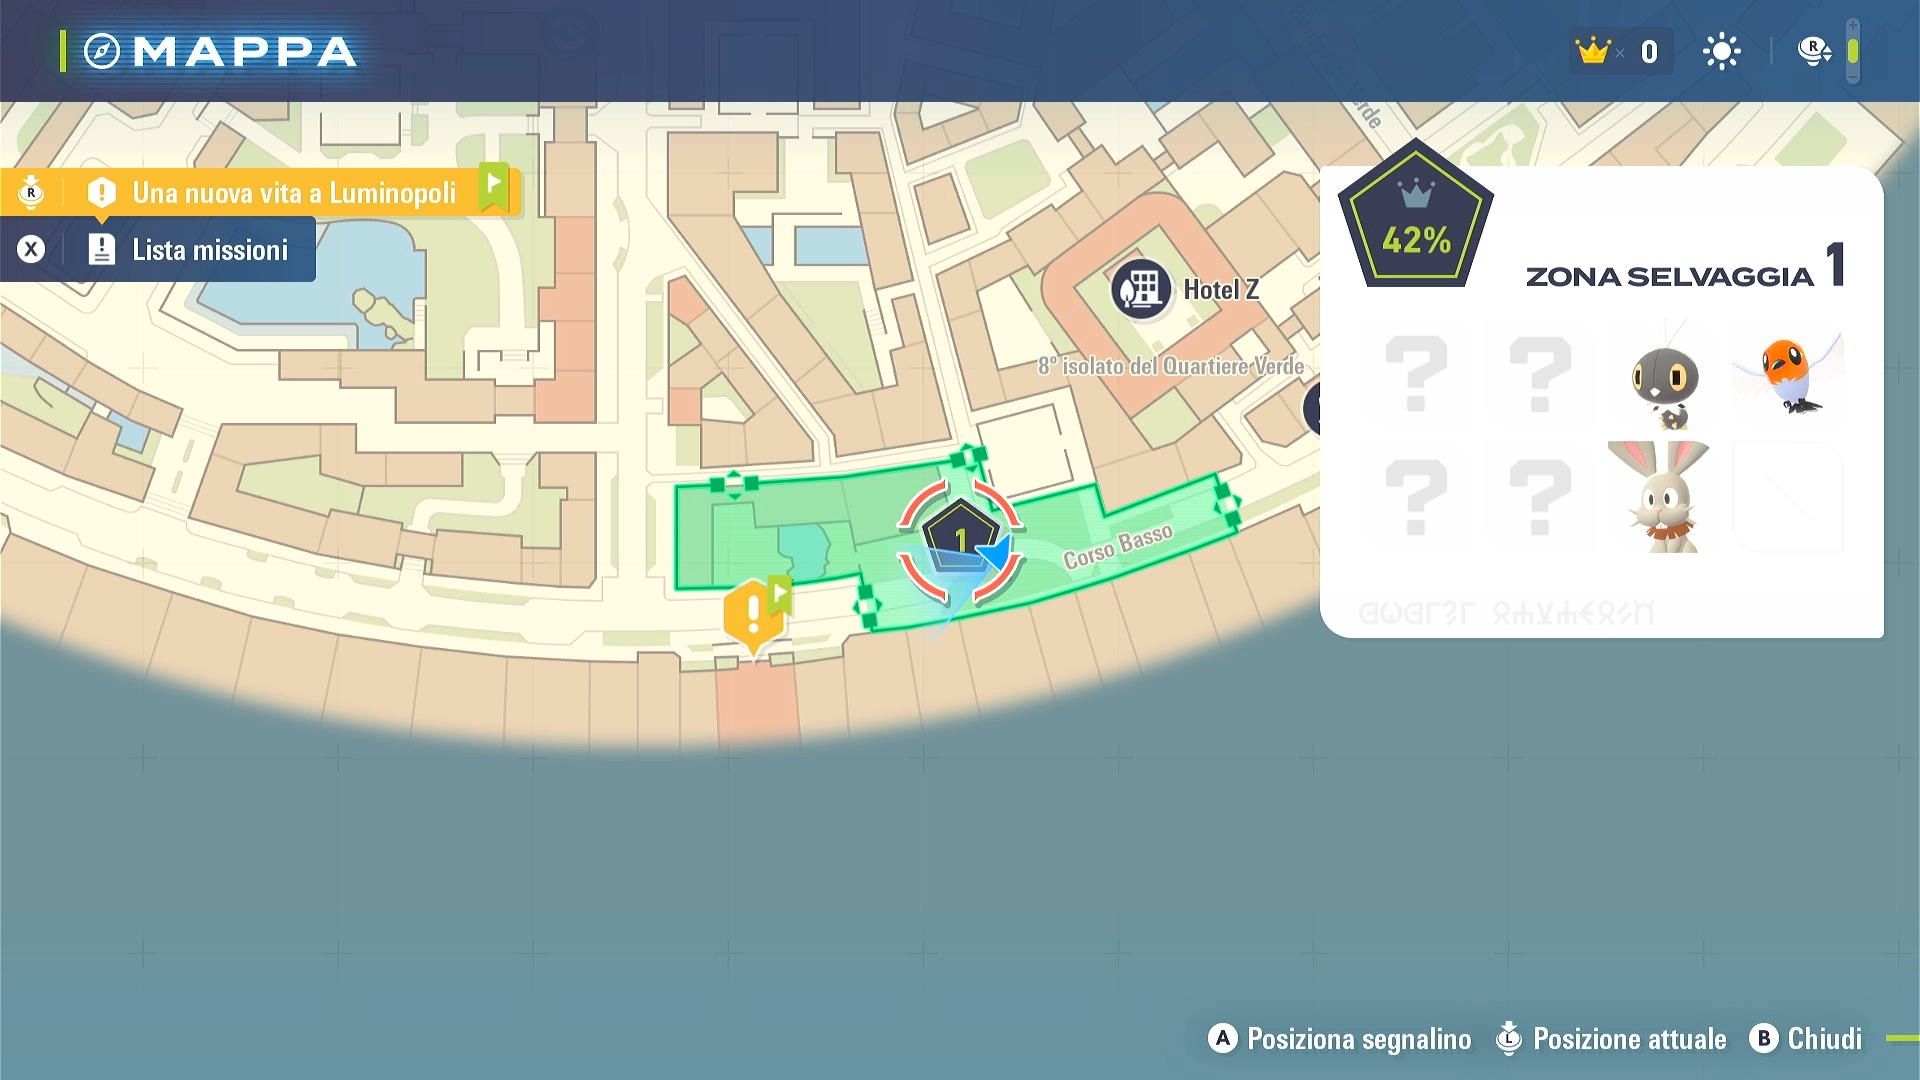 MAPPA
× 0
R
R
! Una nuova vita a Luminopoli
X
! Lista missioni
42%
ZONA SELVAGGIA 1
Hotel Z
8º isolato del Quartiere Verde
? ?
1
Corso Basso
? ?
!
A Posiziona segnalino
L Posizione attuale
B Chiudi